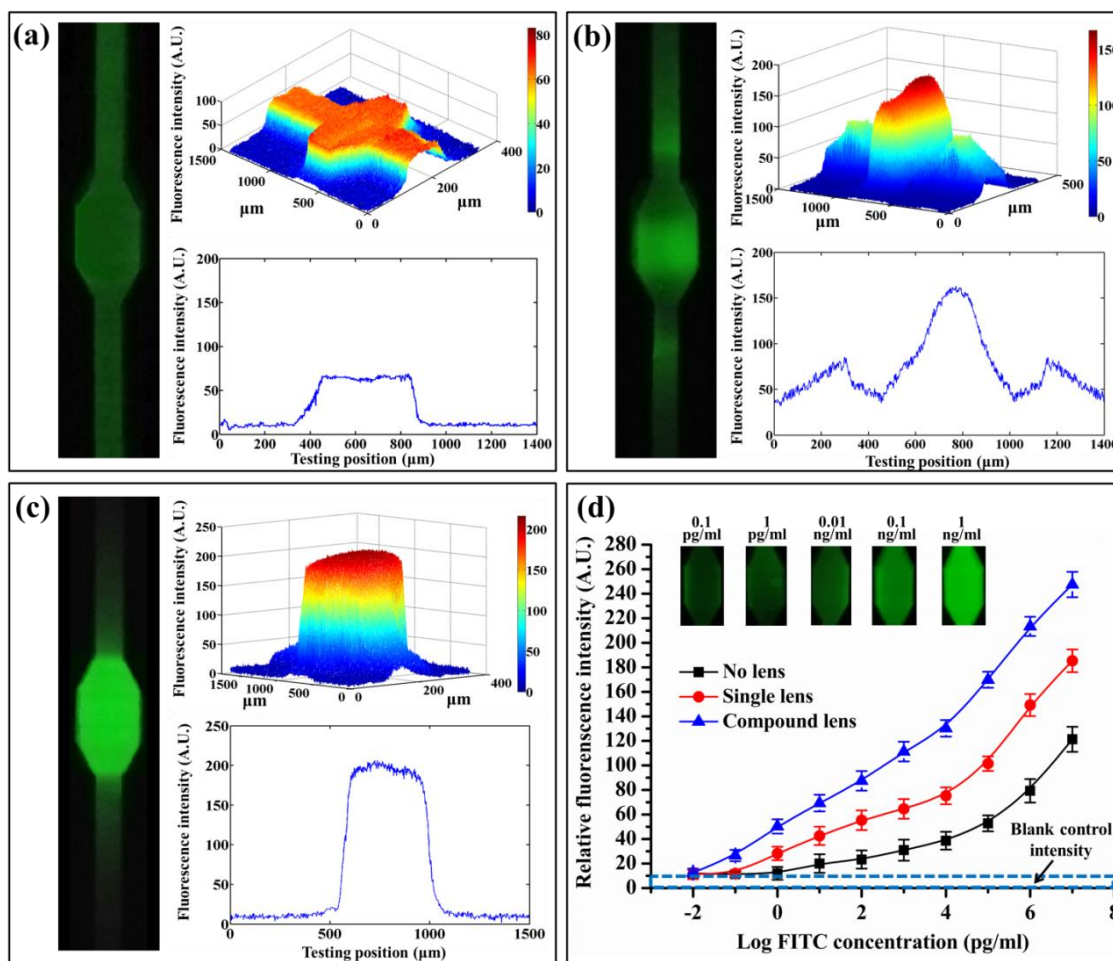 (a)
Fluorescence intensity (A.U.)
100
50
0
1500
1000
500
0
0
200
400
µm
µm
80
60
40
20
0
Fluorescence intensity (A.U.)
200
150
100
50
0
0 200 400 600 800 1000 1200 1400
Testing position (µm)
(b)
Fluorescence intensity (A.U.)
200
150
100
50
0
1500
1000
500
0
0
500
µm
µm
150
100
50
0
Fluorescence intensity (A.U.)
200
150
100
50
0
0 200 400 600 800 1000 1200 1400
Testing position (µm)
(c)
Fluorescence intensity (A.U.)
250
200
150
100
50
0
1500
1000
500
0
0
200
400
µm
µm
200
150
100
50
0
Fluorescence intensity (A.U.)
250
200
150
100
50
0
0 500 1000 1500
Testing position (µm)
(d)
0.1 1 0.01 0.1 1
pg/ml pg/ml ng/ml ng/ml ng/ml
Relative fluorescence intensity (A.U.)
280
260
240
220
200
180
160
140
120
100
80
60
40
20
0
No lens
Single lens
Compound lens
Blank control
intensity
-2 0 2 4 6 8
Log FITC concentration (pg/ml)